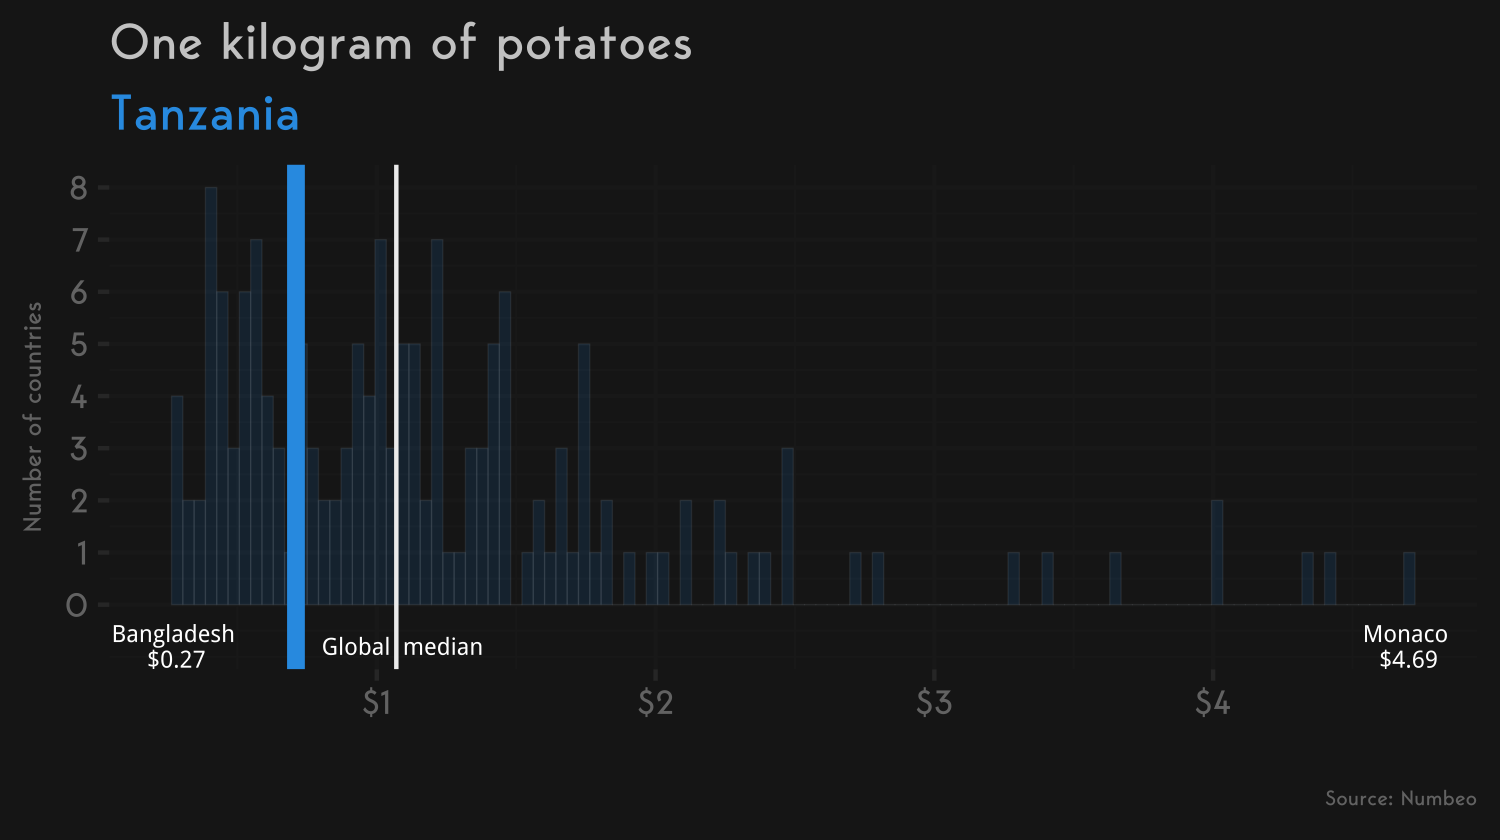 One kilogram of potatoes
Tanzania
Number of countries
8
7
6
5
4
3
2
1
0
Bangladesh
$0.27
Global median
Monaco
$4.69
$1
$2
$3
$4
Source: Numbeo